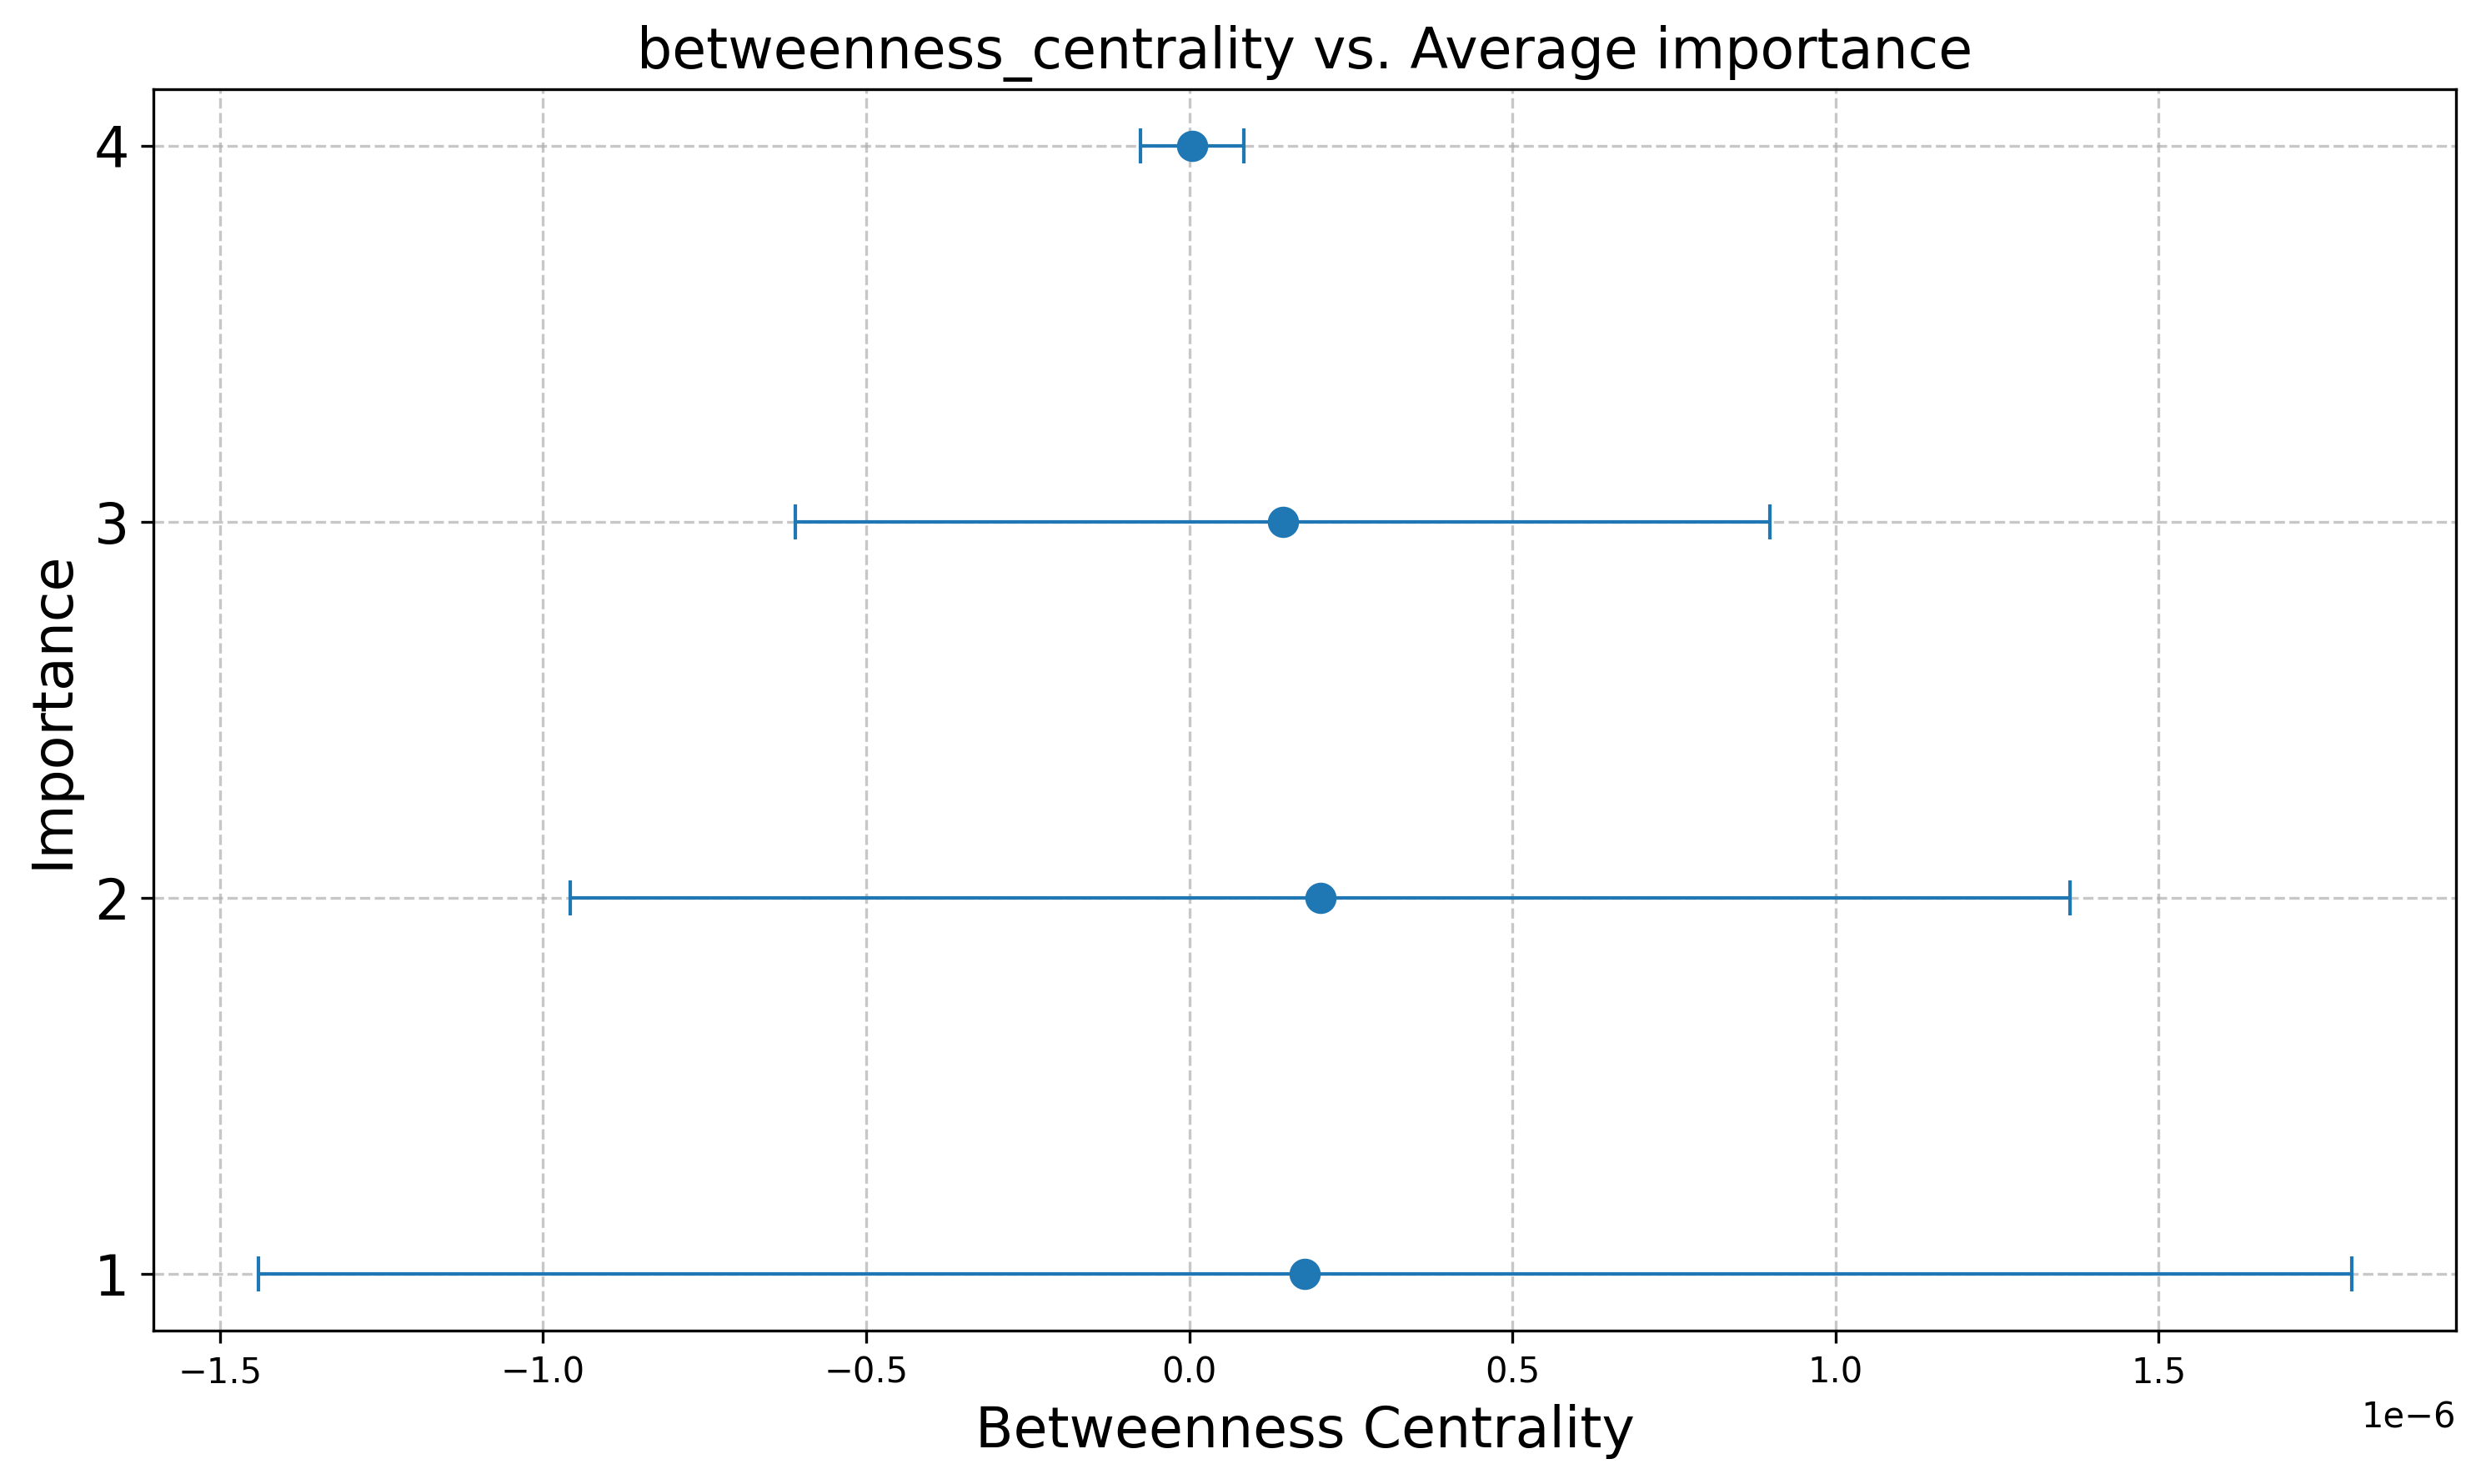 betweenness_centrality vs. Average importance
4
3
2
1
Importance
−1.5 −1.0 −0.5 0.0 0.5 1.0 1.5
1e−6
Betweenness Centrality